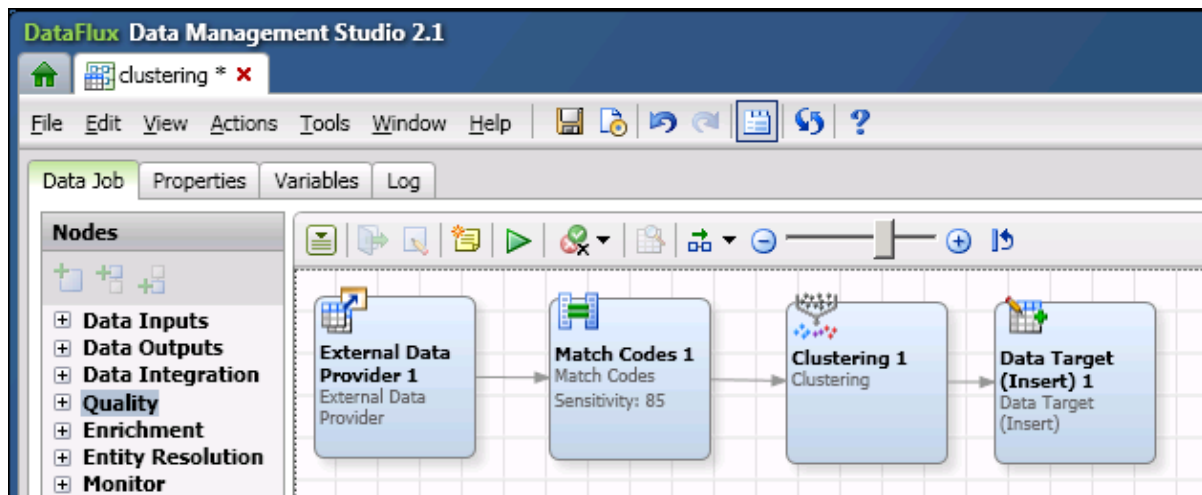 DataFlux Data Management Studio 2.1
clustering *
File Edit View Actions Tools Window Help
Data Job Properties Variables Log
Nodes
Data Inputs
Data Outputs
Data Integration
Quality
Enrichment
Entity Resolution
Monitor
External Data
Provider 1
External Data
Provider
Match Codes 1
Match Codes
Sensitivity: 85
Clustering 1
Clustering
Data Target
(Insert) 1
Data Target
(Insert)